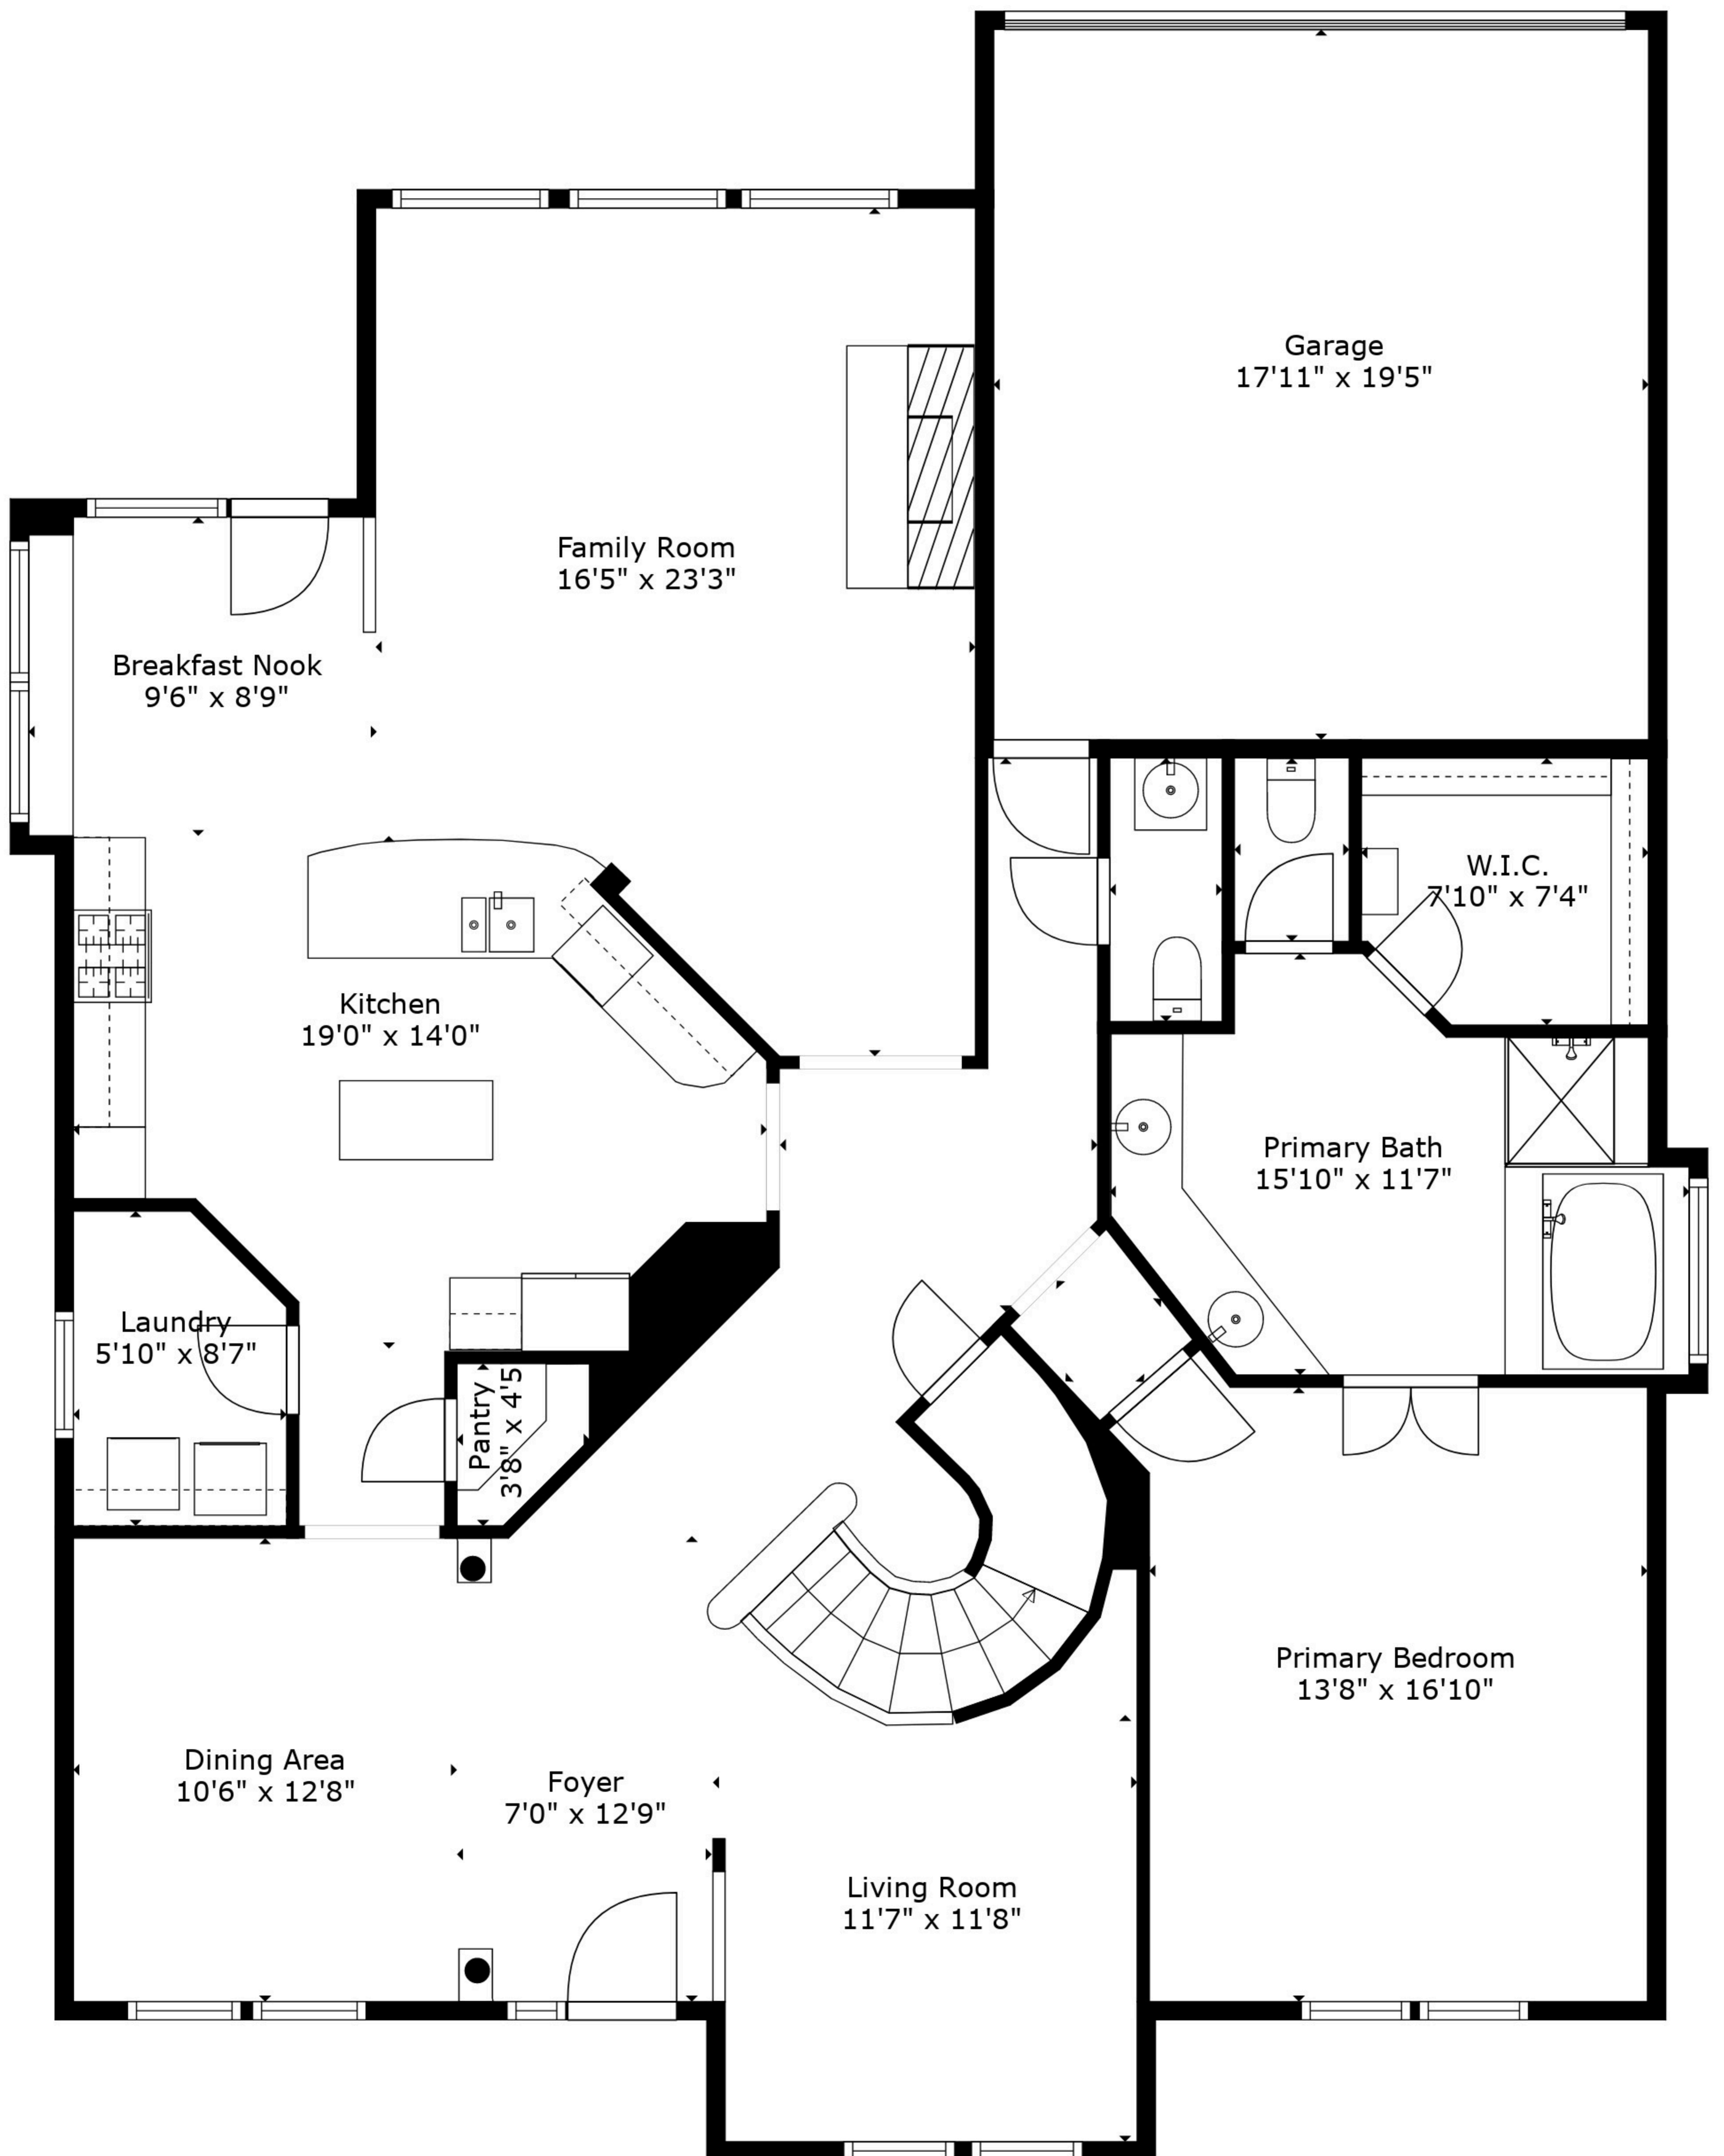 Garage
17'11" x 19'5"
Family Room
16'5" x 23'3"
Breakfast Nook
9'6" x 8'9"
W.I.C.
7'10" x 7'4"
Kitchen
19'0" x 14'0"
Primary Bath
15'10" x 11'7"
Laundry
5'10" x 8'7"
Pantry
3'8" x 4'5
Primary Bedroom
13'8" x 16'10"
Dining Area
10'6" x 12'8"
Foyer
7'0" x 12'9"
Living Room
11'7" x 11'8"